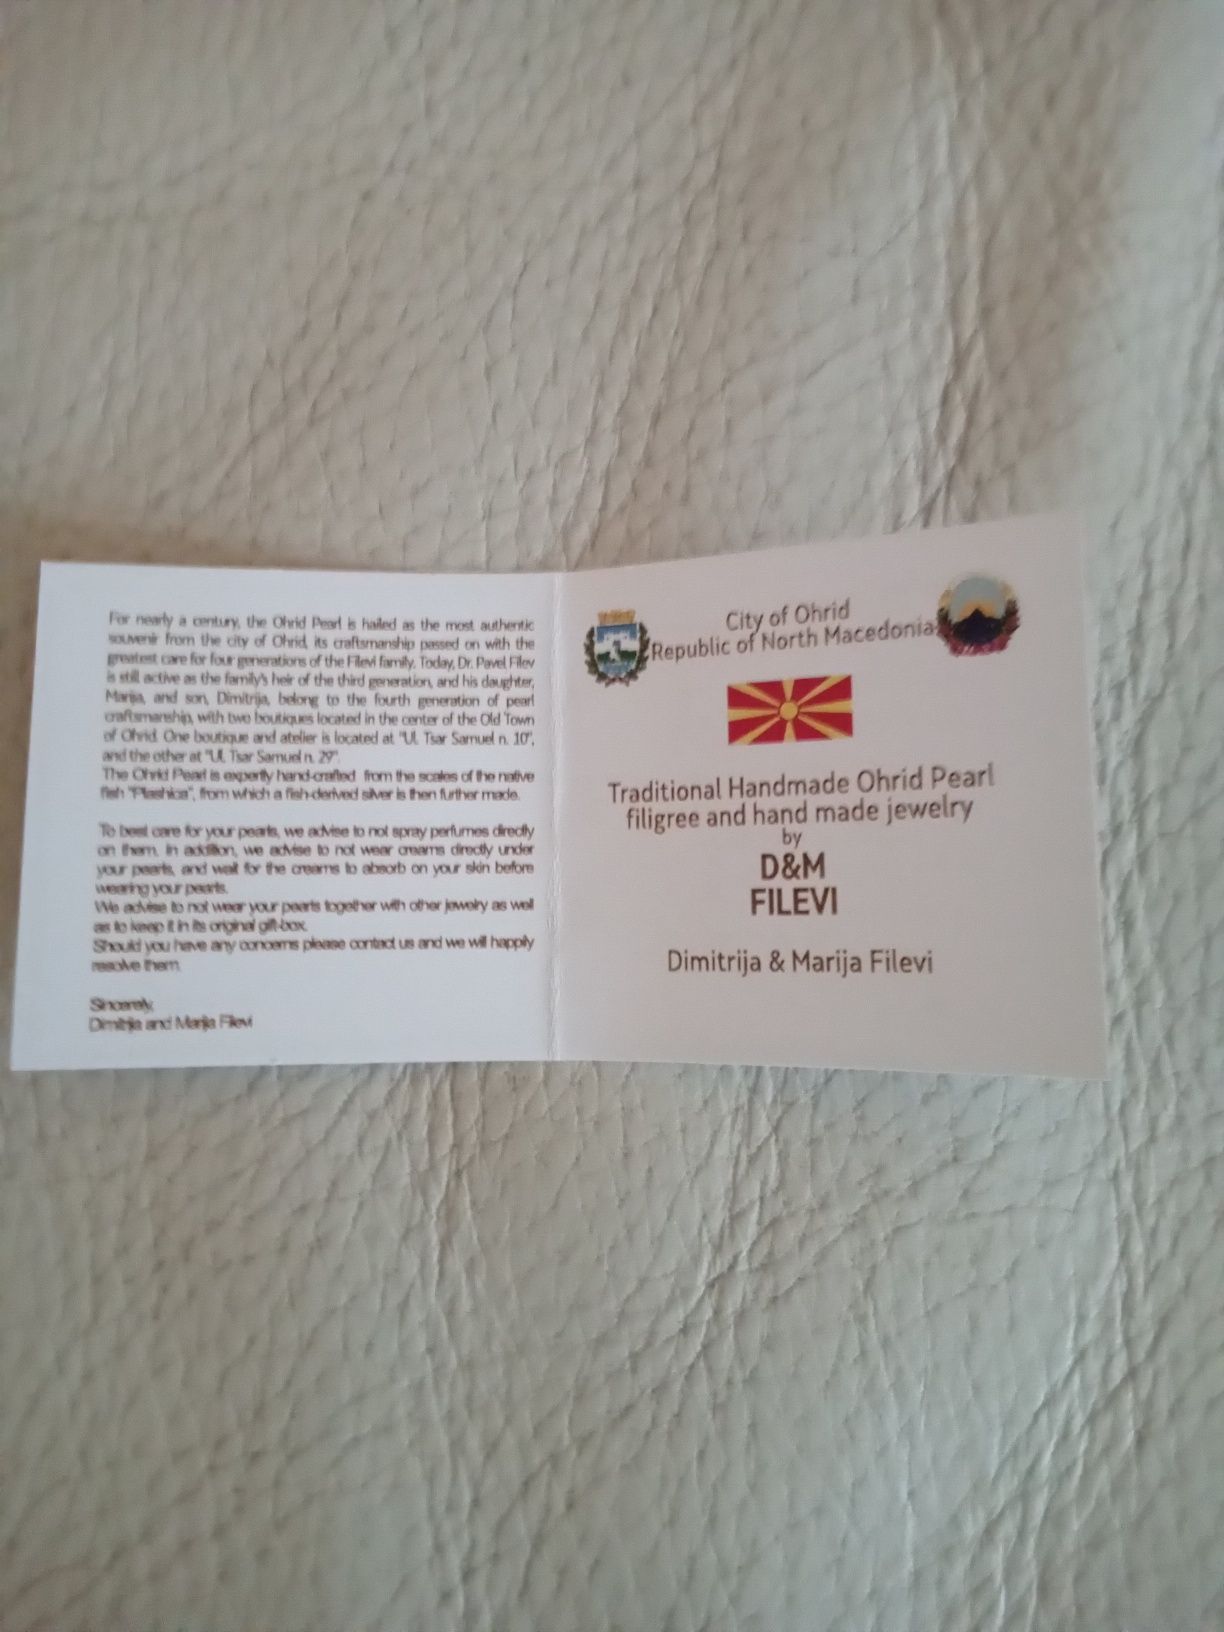 For nearly a century, the Ohrid Pearl is hailed as the most authentic
souvenir from the city of Ohrid, its craftsmanship passed on with the
greatest care for four generations of the Filevi family. Today, Dr. Pavel Filev
is still active as the family's heir of the third generation, and his daughter,
Marija, and son, Dimitrija, belong to the fourth generation of pearl
craftsmanship, with two boutiques located in the center of the Old Town
of Ohrid. One boutique and atelier is located at "Ul. Tsar Samuel n. 10",
and the other at "Ul. Tsar Samuel n. 29".
The Ohrid Pearl is expertly hand-crafted from the scales of the native
fish "Plashica", from which a fish-derived silver is then further made.
To best care for your pearls, we advise to not spray perfumes directly
on them. In addition, we advise to not wear creams directly under
your pearls, and wait for the creams to absorb on your skin before
wearing your pearls.
We advise to not wear your pearls together with other jewelry as well
as to keep it in its original gift-box.
Should you have any concerns please contact us and we will happily
resolve them.
Sincerely,
Dimitrija and Marija Filevi
City of Ohrid
Republic of North Macedonia
Traditional Handmade Ohrid Pearl
filigree and hand made jewelry
by
D&M
FILEVI
Dimitrija & Marija Filevi